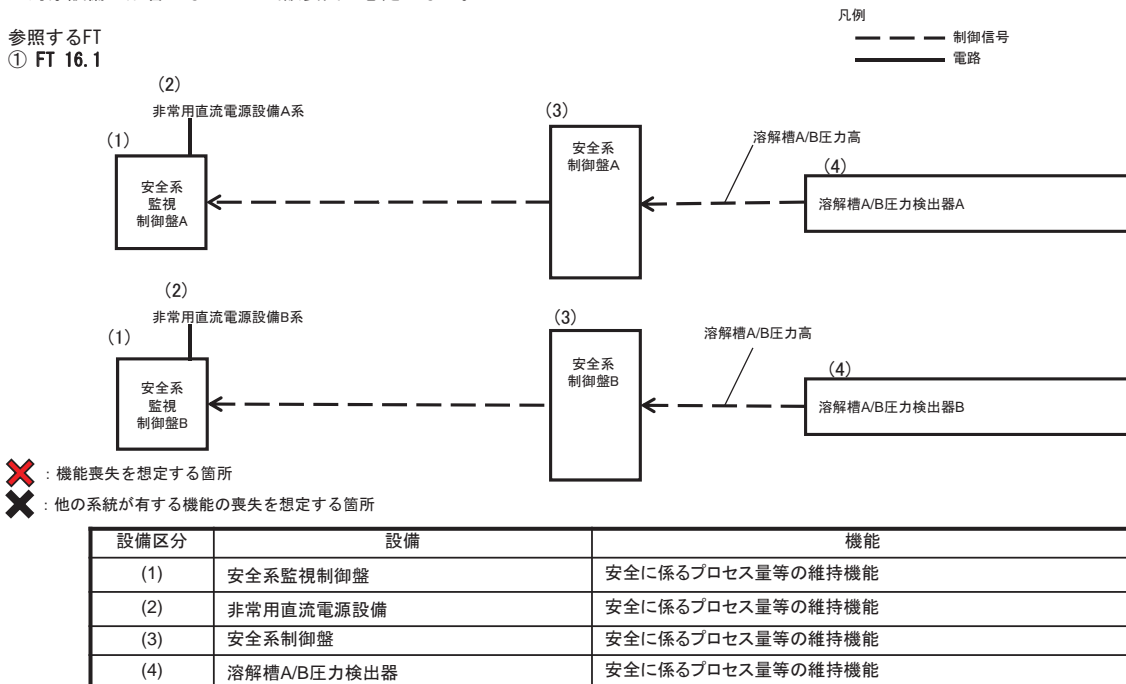 参照するFT
① FT 16.1
凡例
制御信号
電路
(2)
非常用直流電源設備A系
(1)
安全系
監視
制御盤A
(3)
安全系
制御盤A
溶解槽A/B圧力高
(4)
溶解槽A/B圧力検出器A
(2)
非常用直流電源設備B系
(1)
安全系
監視
制御盤B
(3)
安全系
制御盤B
溶解槽A/B圧力高
(4)
溶解槽A/B圧力検出器B
：機能喪失を想定する箇所
：他の系統が有する機能の喪失を想定する箇所
設備区分 設備 機能
(1) 安全系監視制御盤 安全に係るプロセス量等の維持機能
(2) 非常用直流電源設備 安全に係るプロセス量等の維持機能
(3) 安全系制御盤 安全に係るプロセス量等の維持機能
(4) 溶解槽A/B圧力検出器 安全に係るプロセス量等の維持機能